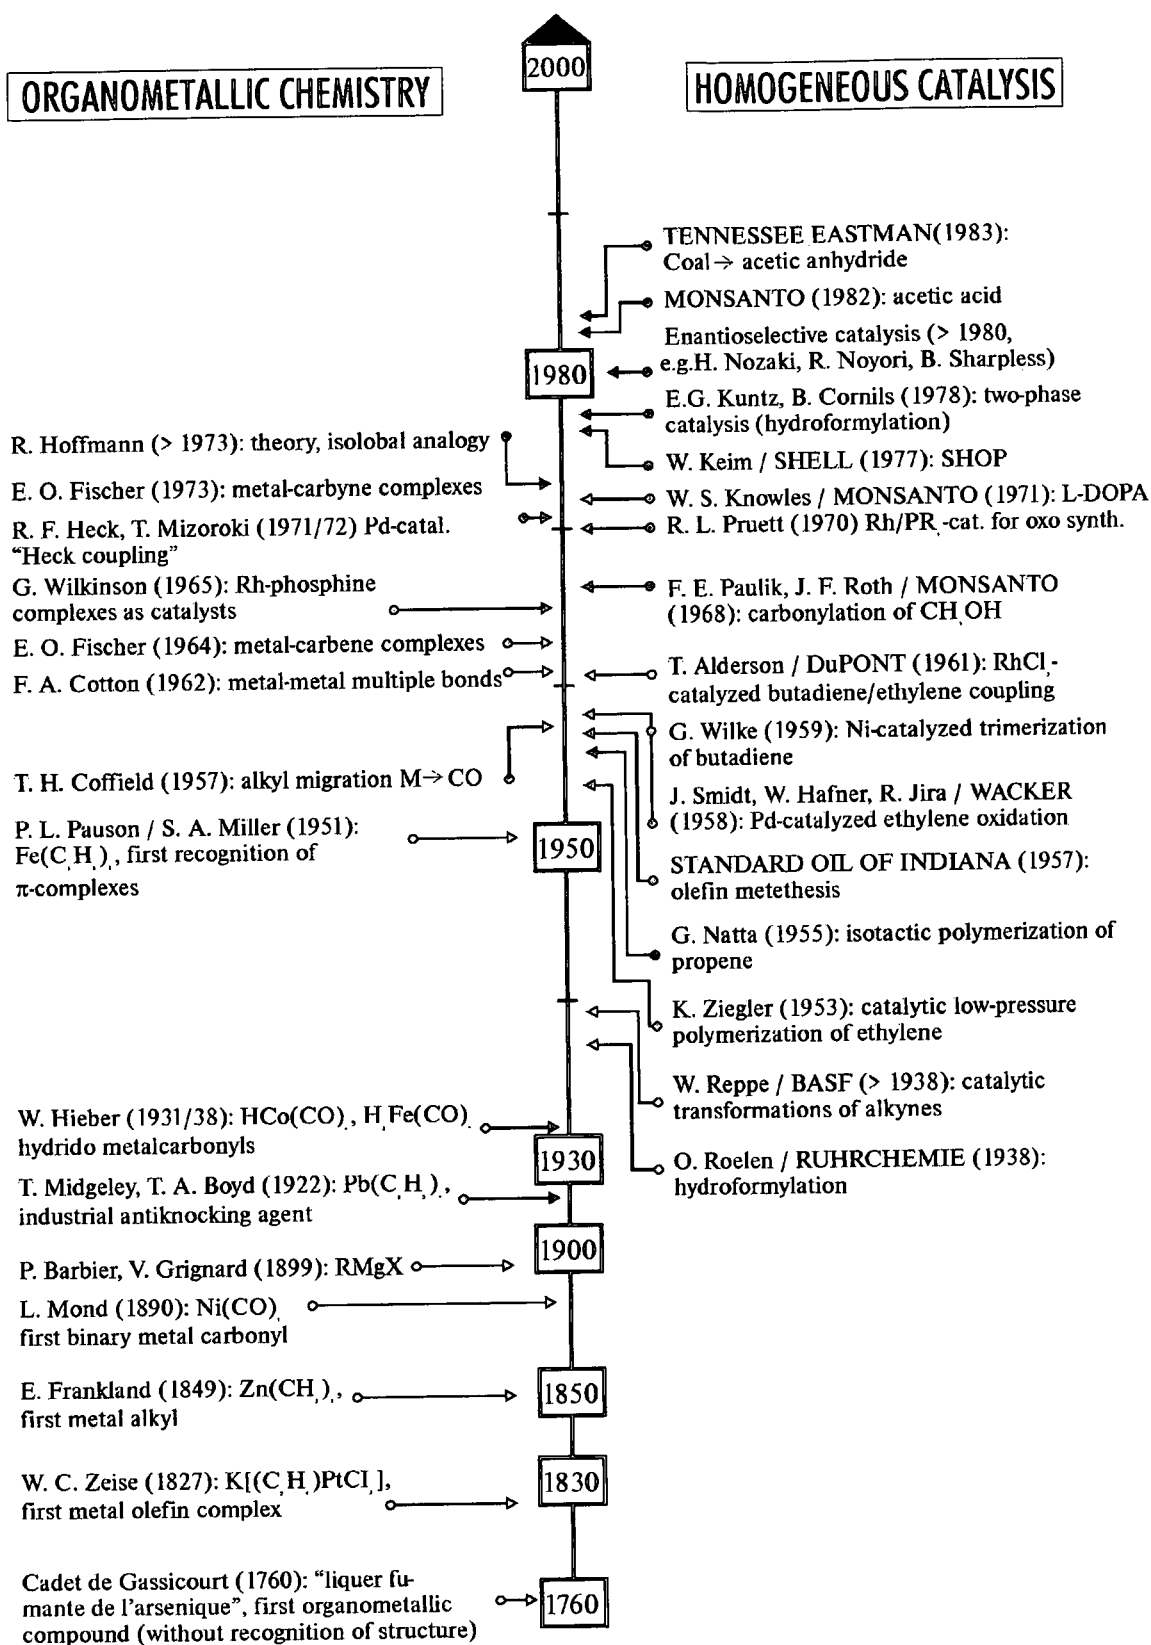 ORGANOMETALLIC CHEMISTRY
R. Hoffmann (> 1973): theory, isolobal analogy
E. O. Fischer (1973): metal-carbyne complexes
R. F. Heck, T. Mizoroki (1971/72) Pd-catal.
“Heck coupling”
G. Wilkinson (1965): Rh-phosphine
complexes as catalysts
E. O. Fischer (1964): metal-carbene complexes
F. A. Cotton (1962): metal-metal multiple bonds
T. H. Coffield (1957): alkyl migration M→CO
P. L. Pauson / S. A. Miller (1951):
Fe(C H ) , first recognition of
π-complexes
W. Hieber (1931/38): HCo(CO) , H Fe(CO)
hydrido metalcarbonyls
T. Midgeley, T. A. Boyd (1922): Pb(C H ) ,
industrial antiknocking agent
P. Barbier, V. Grignard (1899): RMgX
L. Mond (1890): Ni(CO)
first binary metal carbonyl
E. Frankland (1849): Zn(CH ) ,
first metal alkyl
W. C. Zeise (1827): K[(C H )PtCl ],
first metal olefin complex
Cadet de Gassicourt (1760): “liquer fu-
mante de l’arsenique”, first organometallic
compound (without recognition of structure)
2000
1980
1950
1930
1900
1850
1830
1760
HOMOGENEOUS CATALYSIS
TENNESSEE EASTMAN(1983):
Coal→ acetic anhydride
MONSANTO (1982): acetic acid
Enantioselective catalysis (> 1980,
e.g.H. Nozaki, R. Noyori, B. Sharpless)
E.G. Kuntz, B. Cornils (1978): two-phase
catalysis (hydroformylation)
W. Keim / SHELL (1977): SHOP
W. S. Knowles / MONSANTO (1971): L-DOPA
R. L. Pruett (1970) Rh/PR -cat. for oxo synth.
F. E. Paulik, J. F. Roth / MONSANTO
(1968): carbonylation of CH OH
T. Alderson / DuPONT (1961): RhCl -
catalyzed butadiene/ethylene coupling
G. Wilke (1959): Ni-catalyzed trimerization
of butadiene
J. Smidt, W. Hafner, R. Jira / WACKER
(1958): Pd-catalyzed ethylene oxidation
STANDARD OIL OF INDIANA (1957):
olefin metethesis
G. Natta (1955): isotactic polymerization of
propene
K. Ziegler (1953): catalytic low-pressure
polymerization of ethylene
W. Reppe / BASF (> 1938): catalytic
transformations of alkynes
O. Roelen / RUHRCHEMIE (1938):
hydroformylation